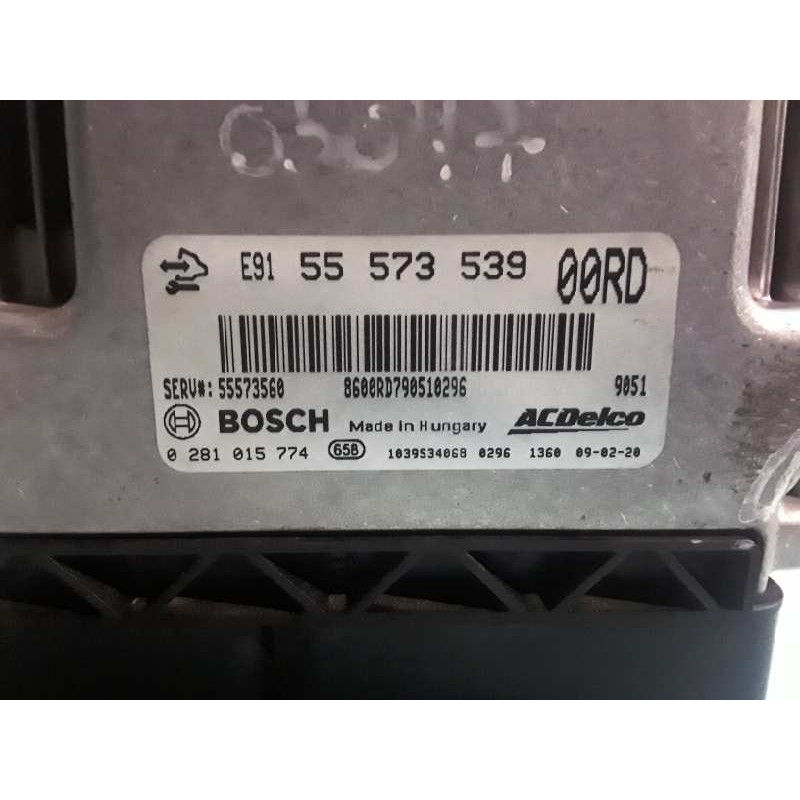 E91 55 573 539 00RD
SERV#: 55573560 8600RD790510296 9051
BOSCH Made in Hungary ACDelco
0 281 015 774 658 1039S34068 0296 1360 09-02-20